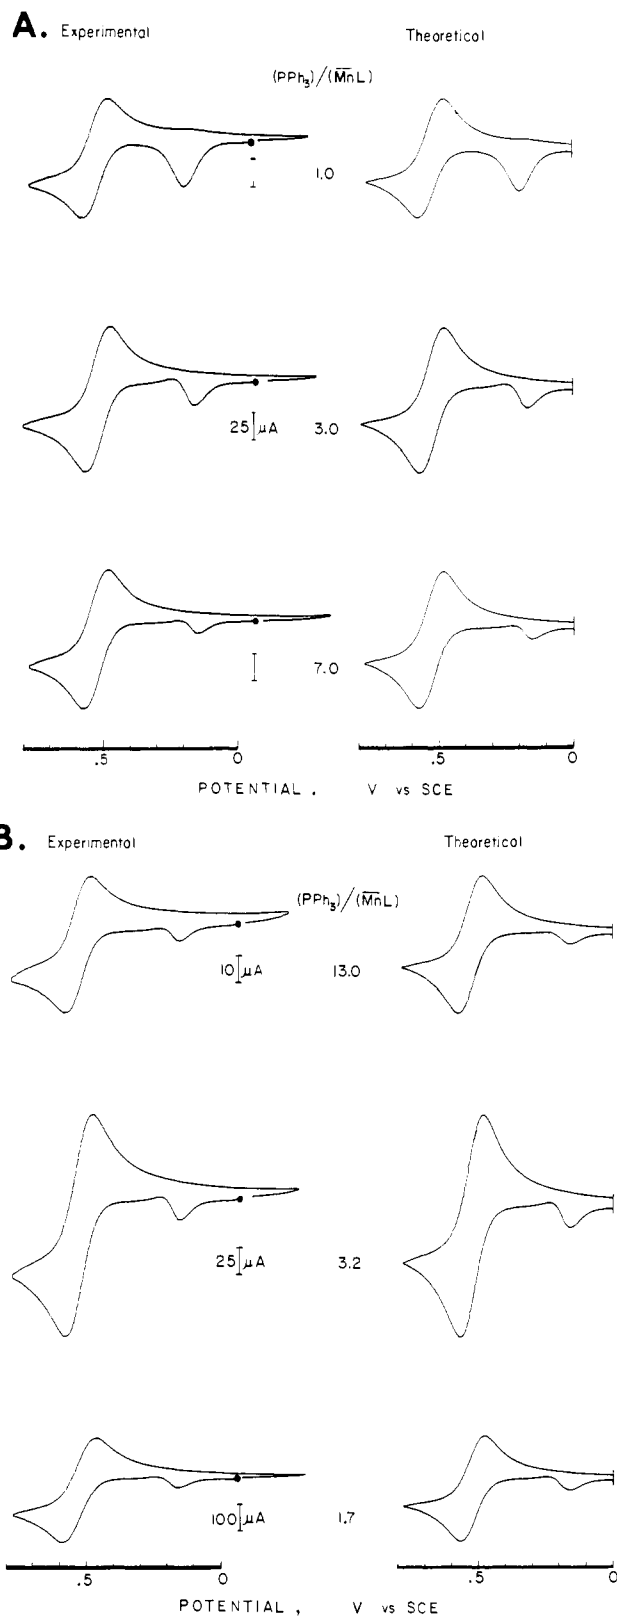 A. Experimental Theoretical
(PPh₃)/(M̅n̅L)
1.0
25 μA 3.0
7.0
.5 0 .5 0
POTENTIAL , V vs SCE
B. Experimental Theoretical
(PPh₃)/(M̅n̅L)
10 μA 13.0
25 μA 3.2
100 μA 1.7
.5 0 .5 0
POTENTIAL , V vs SCE